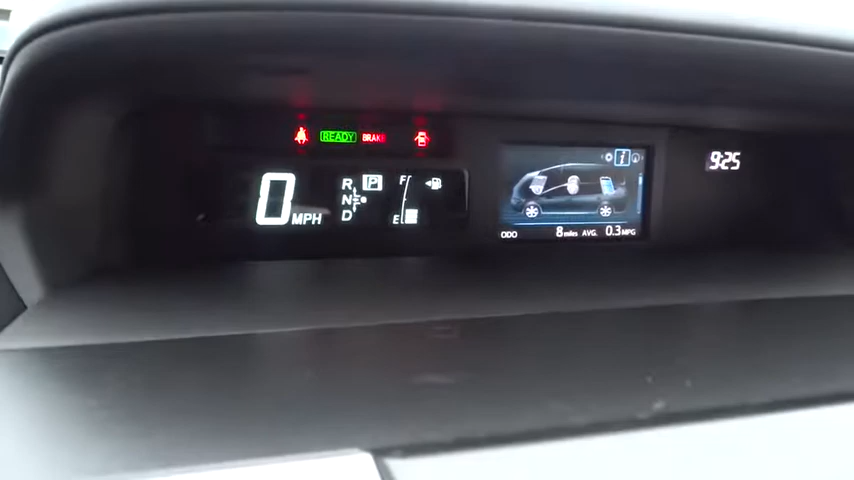 READY BRAKE
0 MPH
R P
N
D
F
E
i
ODO 8 miles AVG. 0.3 MPG
9:25